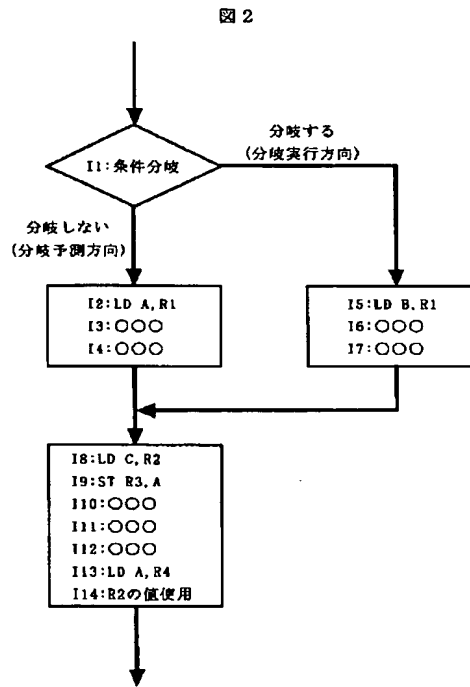 図2
I1:条件分岐
分岐する
(分岐実行方向)
分岐しない
(分岐予測方向)
I2:LD A,R1
I3:○○○
I4:○○○
I5:LD B,R1
I6:○○○
I7:○○○
I8:LD C,R2
I9:ST R3,A
I10:○○○
I11:○○○
I12:○○○
I13:LD A,R4
I14:R2の値使用